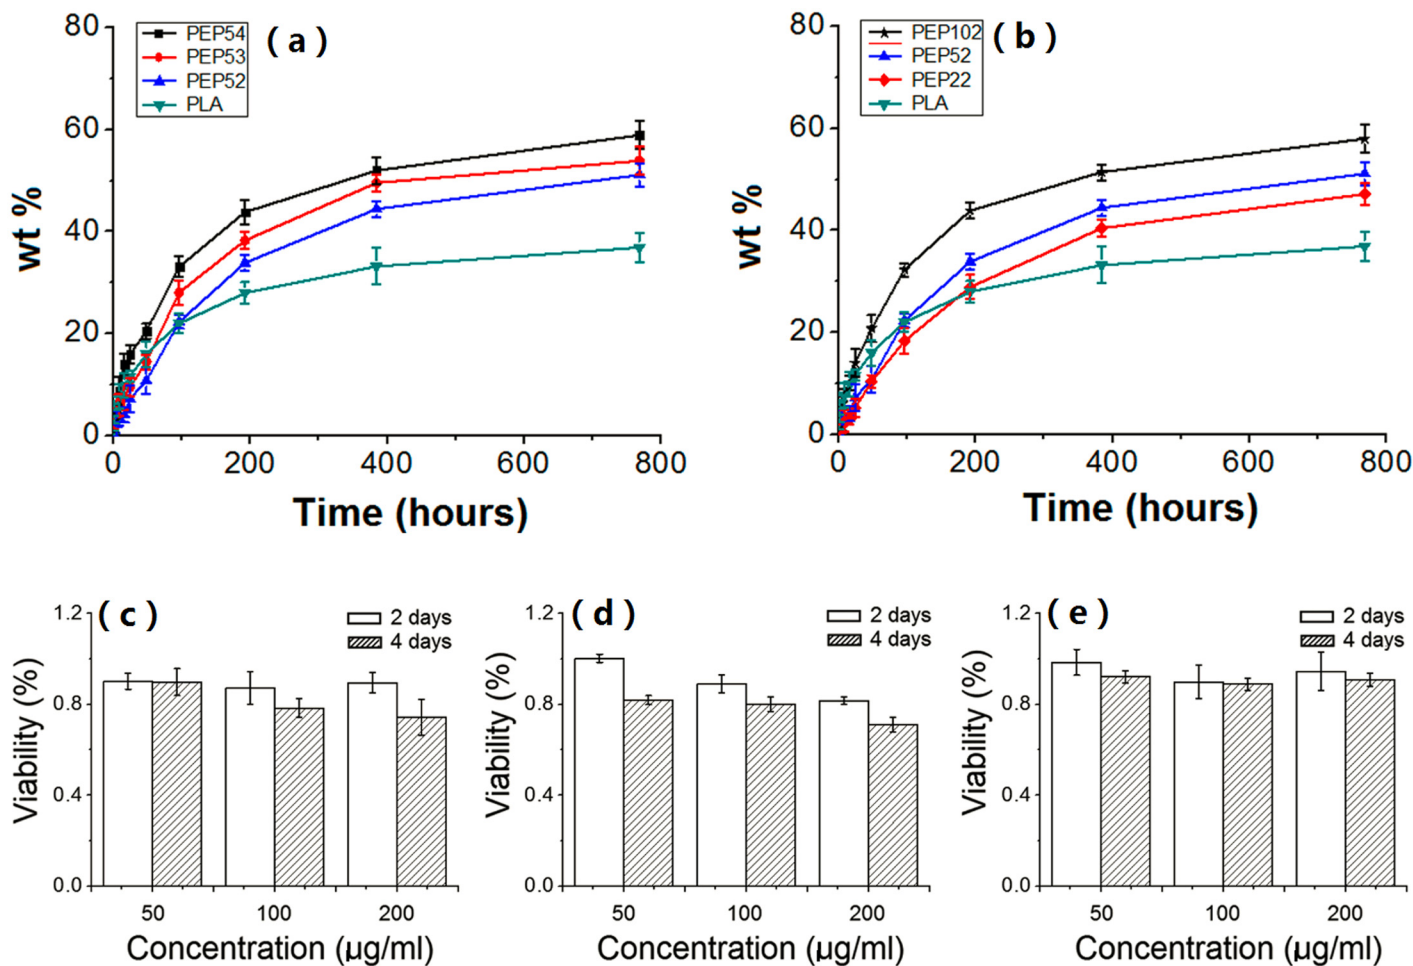 80
60
40
20
0
wt %
PEP54
PEP53
PEP52
PLA
( a )
0 200 400 600 800
Time (hours)
80
60
40
20
0
wt %
PEP102
PEP52
PEP22
PLA
( b )
0 200 400 600 800
Time (hours)
1.2
0.8
0.4
0.0
Viability (%)
( c )
2 days
4 days
50 100 200
Concentration (µg/ml)
1.2
0.8
0.4
0.0
Viability (%)
( d )
2 days
4 days
50 100 200
Concentration (µg/ml)
1.2
0.8
0.4
0.0
Viability (%)
( e )
2 days
4 days
50 100 200
Concentration (µg/ml)